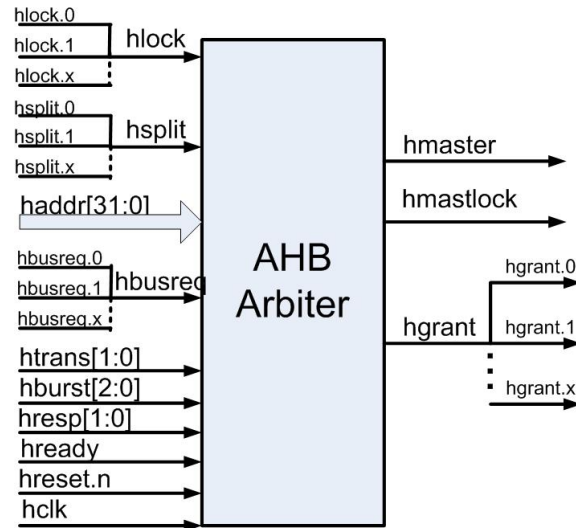 hlock.0
hlock.1
hlock.x
hlock
hsplit.0
hsplit.1
hsplit.x
hsplit
haddr[31:0]
hbusreq.0
hbusreq.1
hbusreq.x
hbusreq
htrans[1:0]
hburst[2:0]
hresp[1:0]
hready
hreset.n
hclk
AHB
Arbiter
hmaster
hmastlock
hgrant
hgrant.0
hgrant.1
hgrant.x